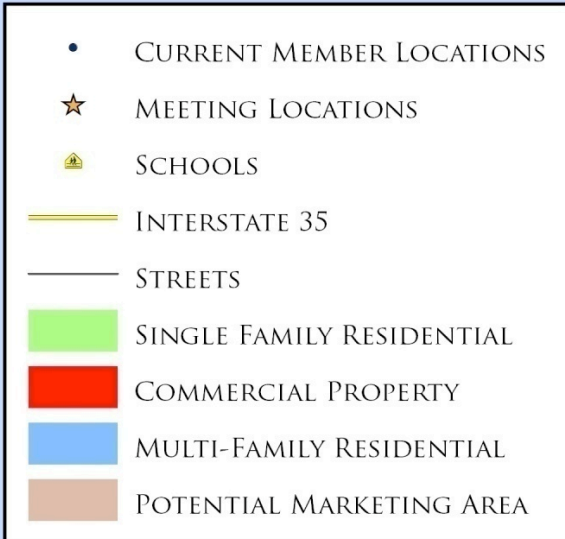 Current Member Locations
Meeting Locations
Schools
Interstate 35
Streets
Single Family Residential
Commercial Property
Multi-Family Residential
Potential Marketing Area